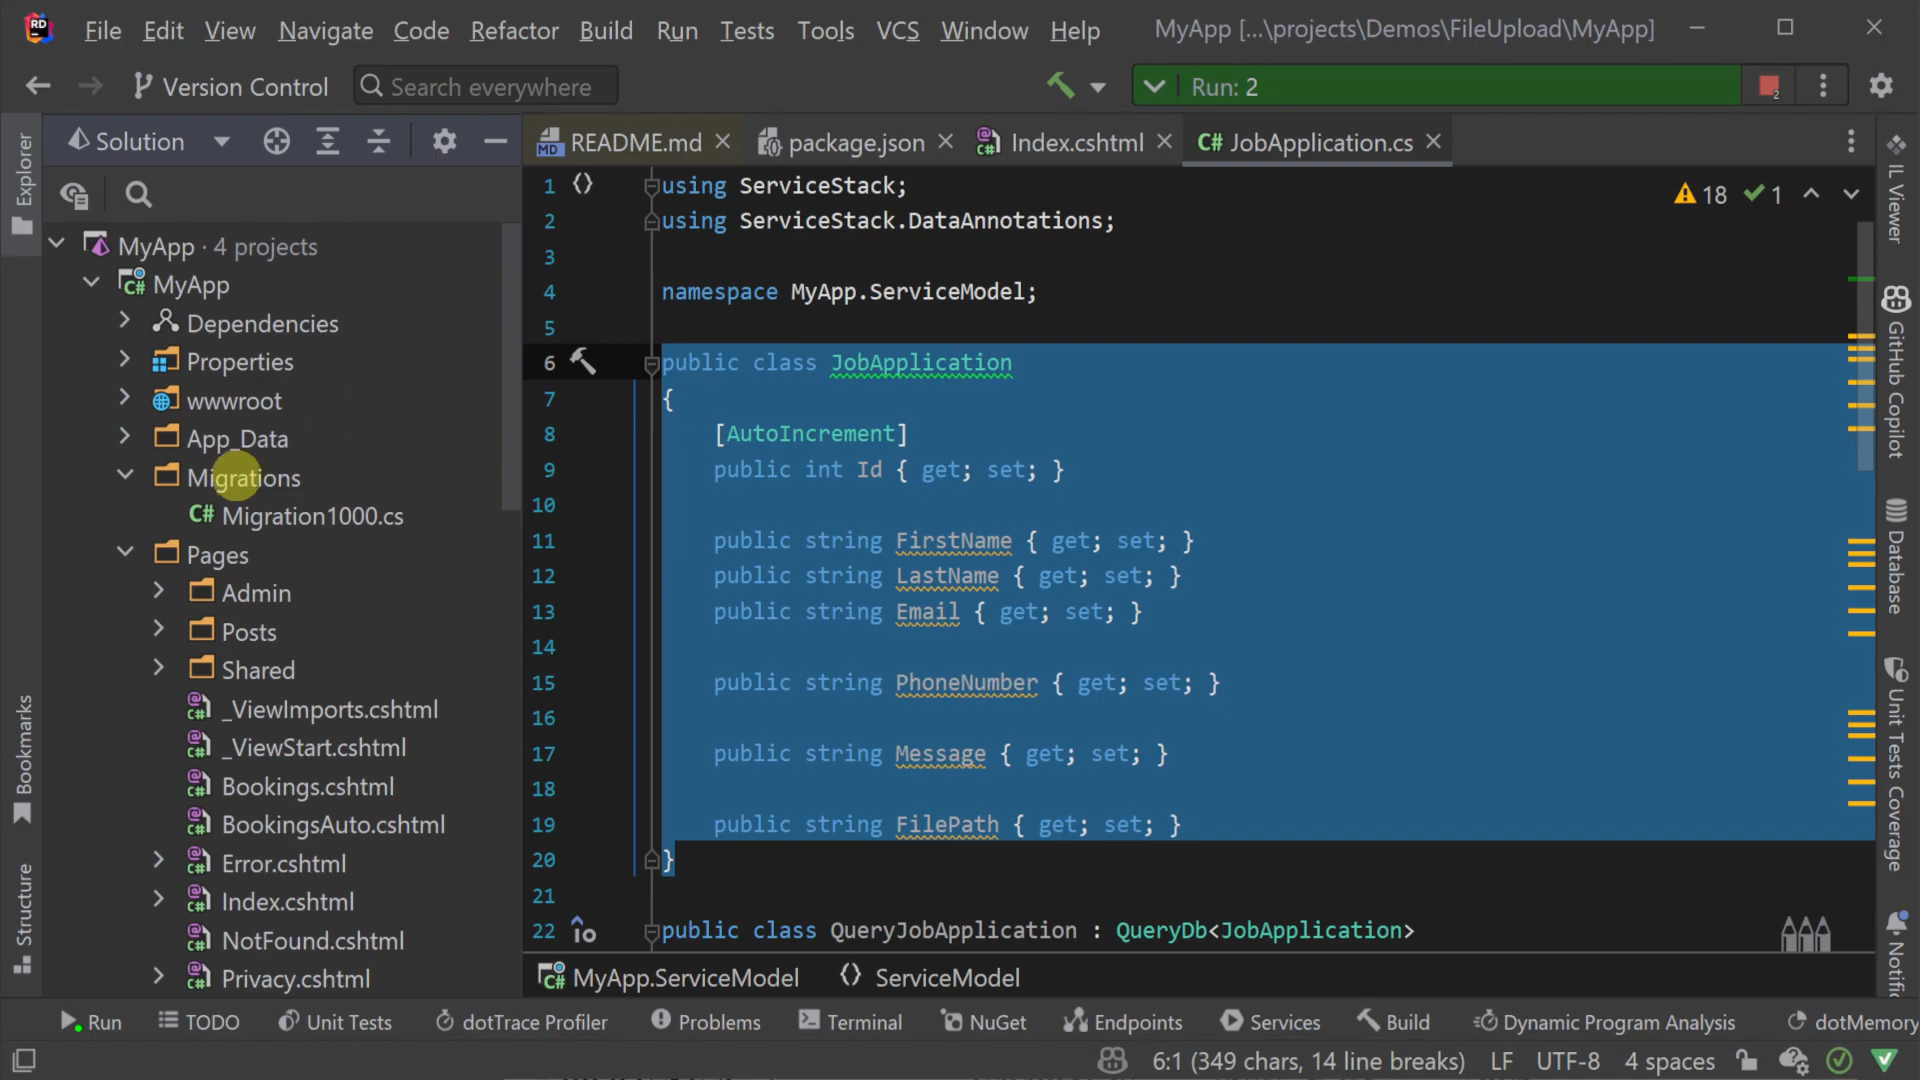 File Edit View Navigate Code Refactor Build Run Tests Tools VCS Window Help MyApp [...\projects\Demos\FileUpload\MyApp]
Version Control Search everywhere Run: 2 2
Solution README.md package.json Index.cshtml C# JobApplication.cs
Explorer
MyApp · 4 projects
MyApp
Dependencies
Properties
wwwroot
App_Data
Migrations
C# Migration1000.cs
Pages
Admin
Posts
Shared
_ViewImports.cshtml
_ViewStart.cshtml
Bookings.cshtml
BookingsAuto.cshtml
Error.cshtml
Index.cshtml
NotFound.cshtml
Privacy.cshtml
Bookmarks
Structure
18 1
1 using ServiceStack;
2 using ServiceStack.DataAnnotations;
3
4 namespace MyApp.ServiceModel;
5
6 public class JobApplication
7 {
8 [AutoIncrement]
9 public int Id { get; set; }
10
11 public string FirstName { get; set; }
12 public string LastName { get; set; }
13 public string Email { get; set; }
14
15 public string PhoneNumber { get; set; }
16
17 public string Message { get; set; }
18
19 public string FilePath { get; set; }
20 }
21
22 public class QueryJobApplication : QueryDb<JobApplication>
MyApp.ServiceModel ServiceModel
IL Viewer
GitHub Copilot
Database
Unit Tests Coverage
Run TODO Unit Tests dotTrace Profiler Problems Terminal NuGet Endpoints Services Build Dynamic Program Analysis dotMemory
6:1 (349 chars, 14 line breaks) LF UTF-8 4 spaces